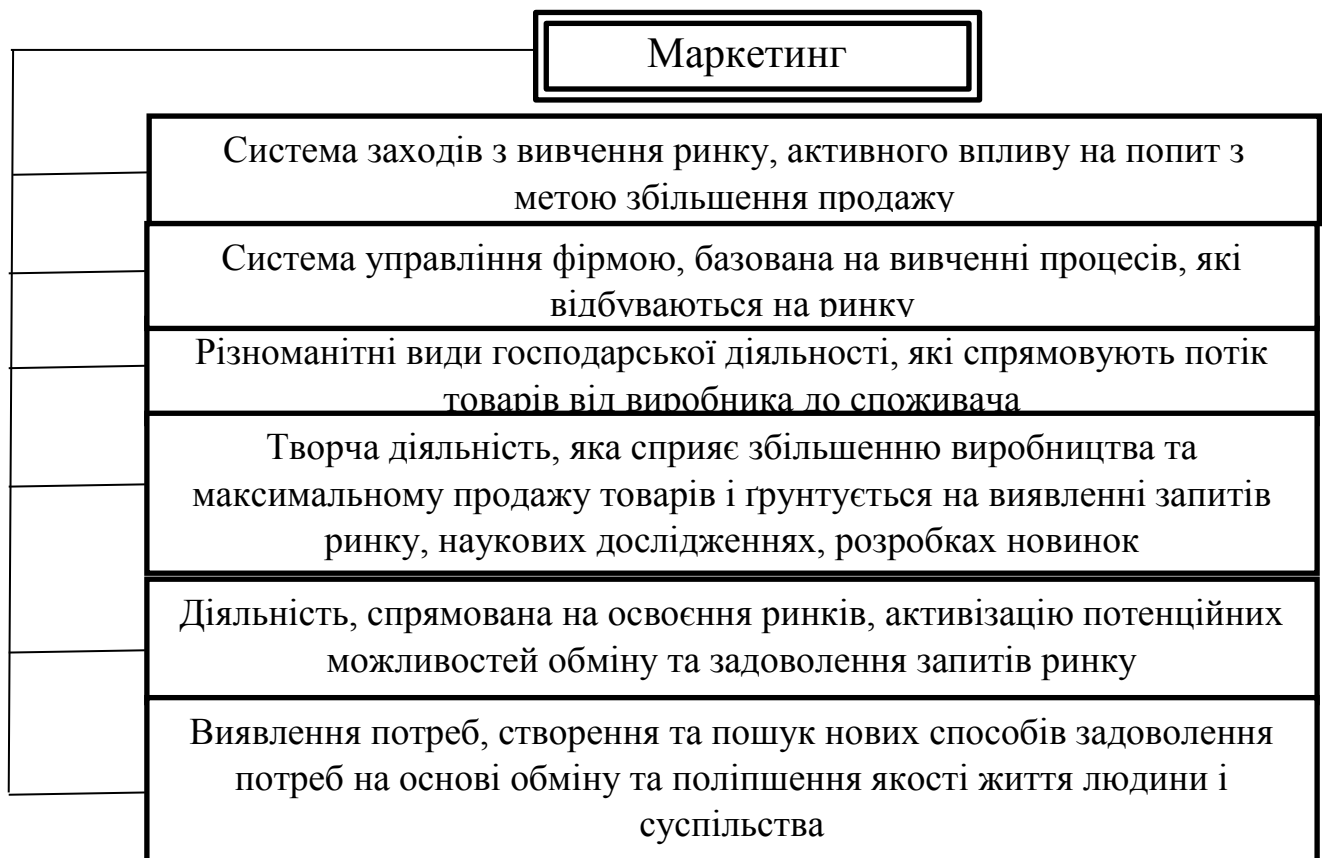 Маркетинг
Система заходів з вивчення ринку, активного впливу на попит з
метою збільшення продажу
Система управління фірмою, базована на вивченні процесів, які
відбуваються на ринку
Різноманітні види господарської діяльності, які спрямовують потік
товарів від виробника до споживача
Творча діяльність, яка сприяє збільшенню виробництва та
максимальному продажу товарів і ґрунтується на виявленні запитів
ринку, наукових дослідженнях, розробках новинок
Діяльність, спрямована на освоєння ринків, активізацію потенційних
можливостей обміну та задоволення запитів ринку
Виявлення потреб, створення та пошук нових способів задоволення
потреб на основі обміну та поліпшення якості життя людини і
суспільства